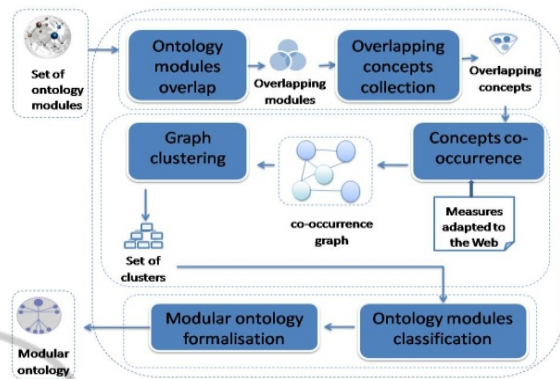 Set of
ontology
modules
Ontology
modules
overlap
Overlapping
modules
Overlapping
concepts
collection
Overlapping
concepts
Graph
clustering
co-occurrence
graph
Concepts co-
occurrence
Measures
adapted to
the Web
Set of
clusters
Modular ontology
formalisation
Ontology modules
classification
Modular
ontology